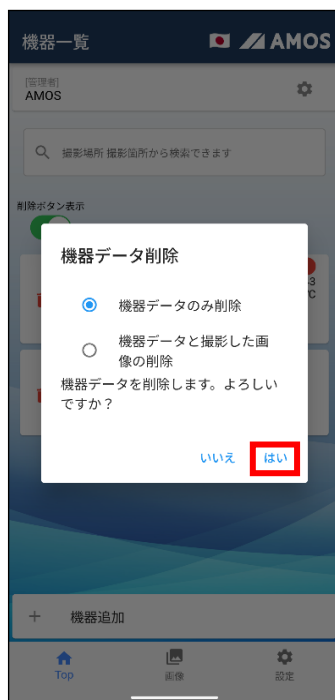 機器一覧
AMOS
[管理者]
AMOS
撮影場所 撮影箇所から検索できます
削除ボタン表示
機器データ削除
機器データのみ削除
機器データと撮影した画
像の削除
機器データを削除します。よろしい
ですか？
いいえ
はい
機器追加
Top
画像
設定